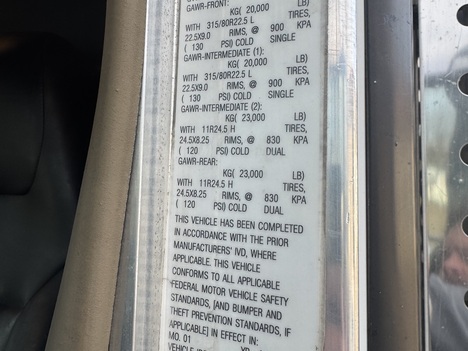 GAWR-FRONT:
KG( 20,000 LB)
WITH 315/80R22.5 L TIRES,
22.5X9.0 RIMS, @ 900 KPA
( 130 PSI) COLD SINGLE
GAWR-INTERMEDIATE (1):
KG( 20,000 LB)
WITH 315/80R22.5 L TIRES,
22.5X9.0 RIMS, @ 900 KPA
( 130 PSI) COLD SINGLE
GAWR-INTERMEDIATE (2):
KG( 23,000 LB)
WITH 11R24.5 H TIRES,
24.5X8.25 RIMS, @ 830 KPA
( 120 PSI) COLD DUAL
GAWR-REAR:
KG( 23,000 LB)
WITH 11R24.5 H TIRES,
24.5X8.25 RIMS, @ 830 KPA
( 120 PSI) COLD DUAL
THIS VEHICLE HAS BEEN COMPLETED
IN ACCORDANCE WITH THE PRIOR
MANUFACTURERS' IVD, WHERE
APPLICABLE. THIS VEHICLE
CONFORMS TO ALL APPLICABLE
FEDERAL MOTOR VEHICLE SAFETY
STANDARDS, [AND BUMPER AND
THEFT PREVENTION STANDARDS, IF
APPLICABLE] IN EFFECT IN:
MO. 01